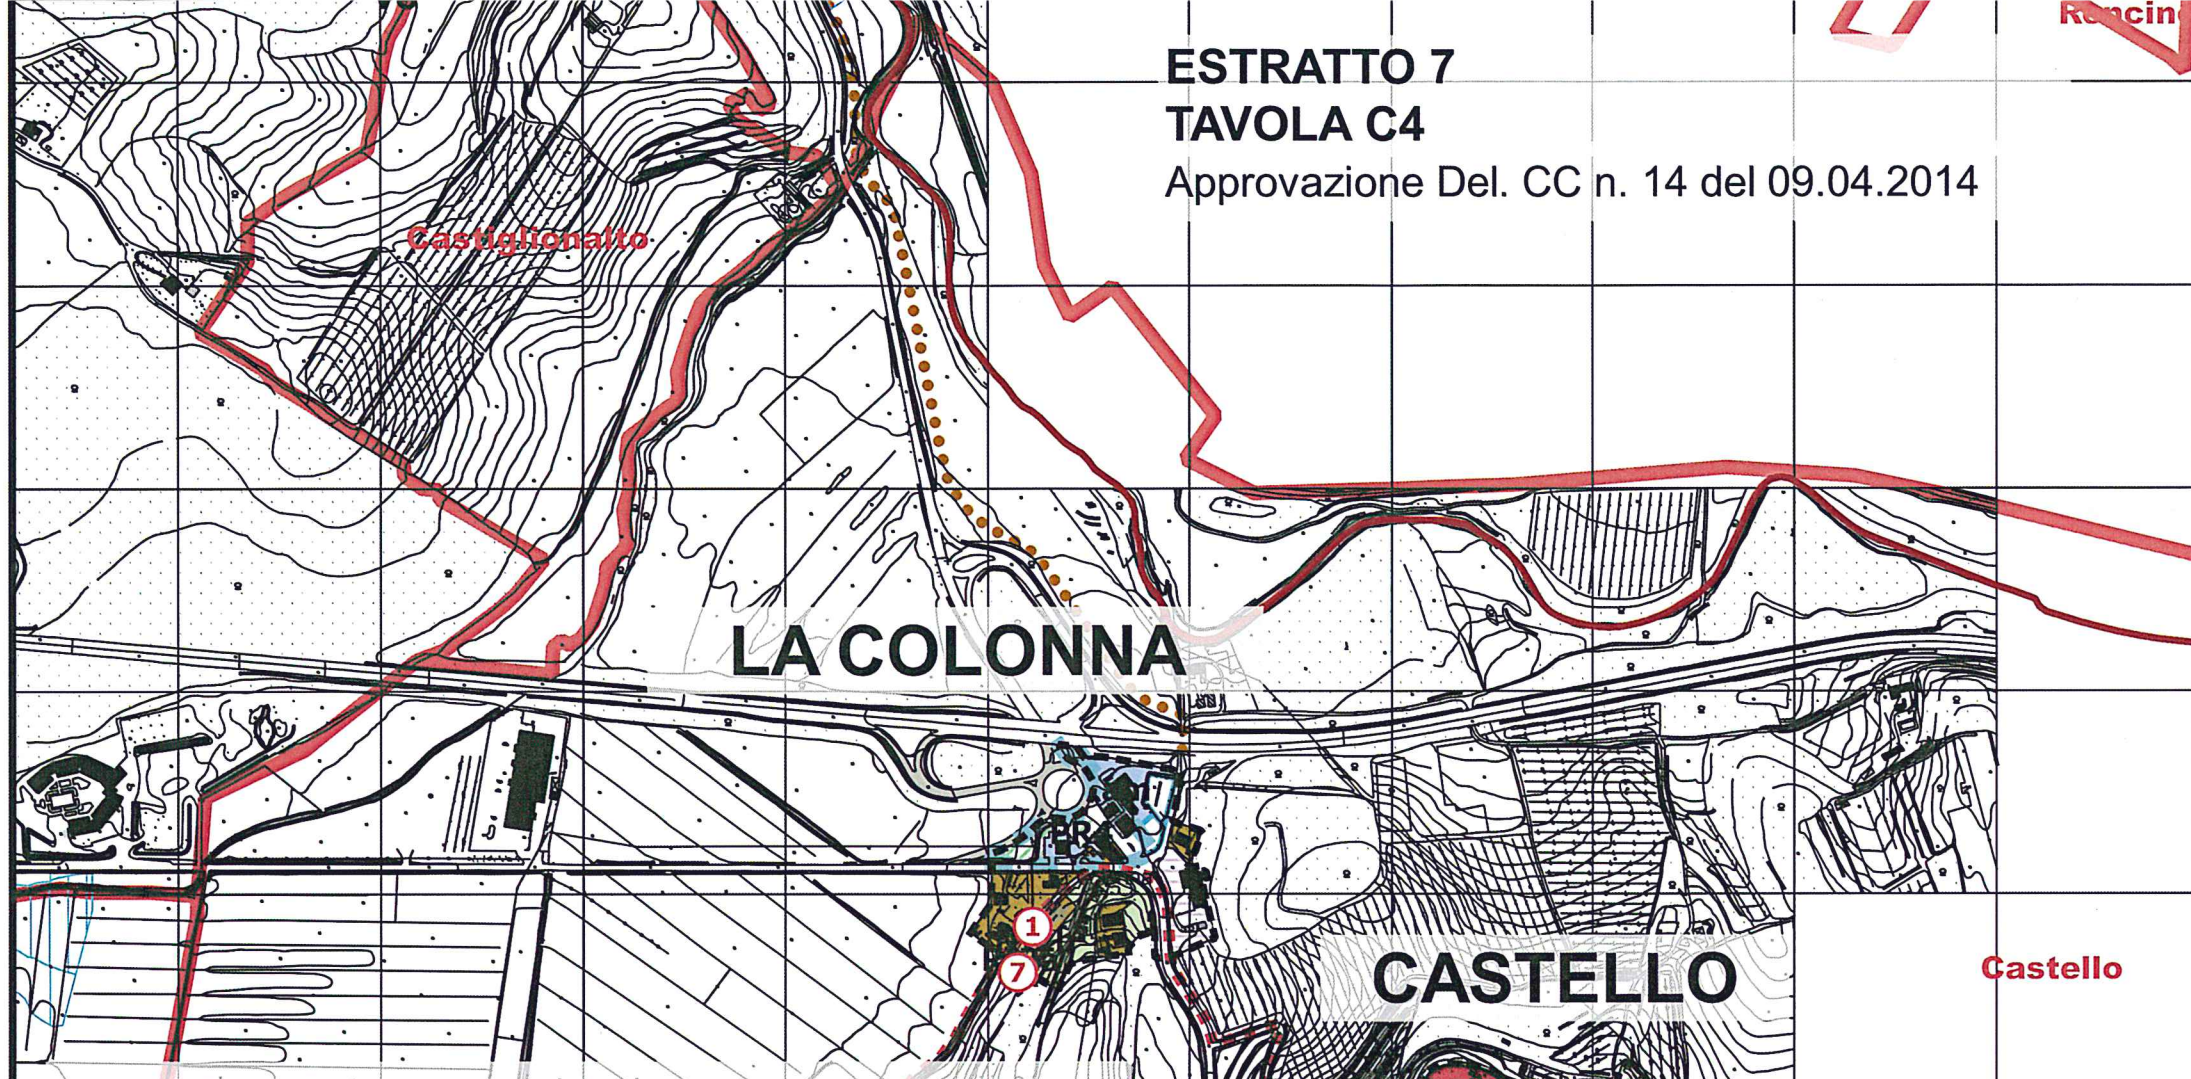 ESTRATTO 7
TAVOLA C4
Approvazione Del. CC n. 14 del 09.04.2014
Castiglionalto
LA COLONNA
PR
1
7
CASTELLO
Castello